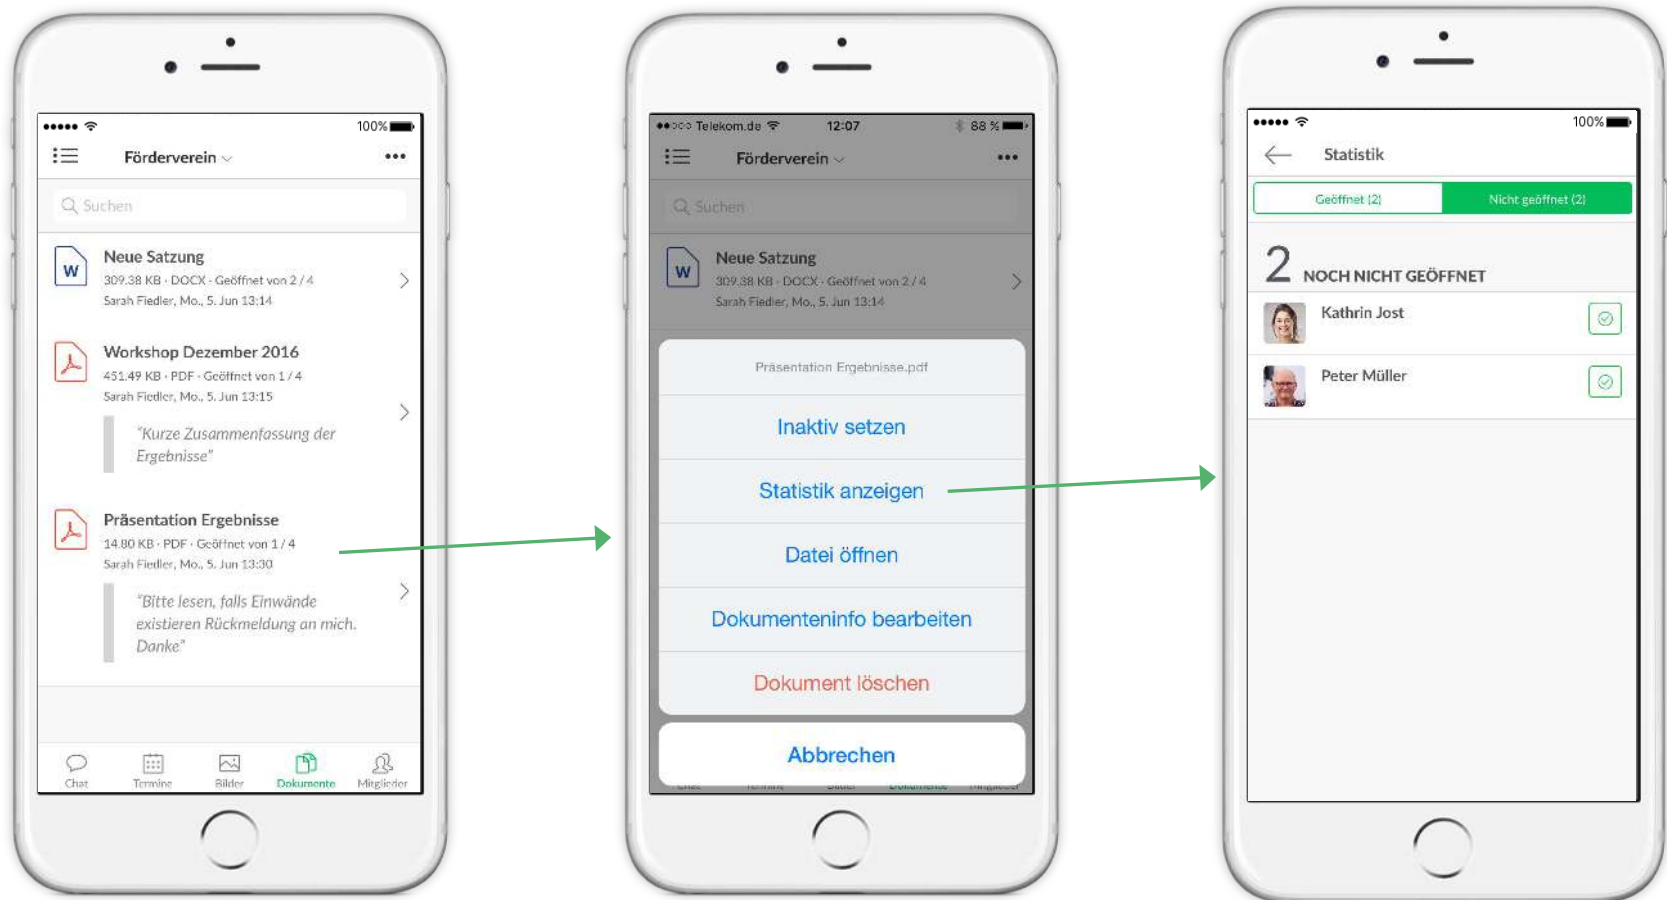 100%
Förderverein
Suchen
W
Neue Satzung
309.38 KB · DOCX · Geöffnet von 2 / 4
Sarah Fiedler, Mo., 5. Jun 13:14
Workshop Dezember 2016
451.49 KB · PDF · Geöffnet von 1 / 4
Sarah Fiedler, Mo., 5. Jun 13:15
"Kurze Zusammenfassung der
Ergebnisse"
Präsentation Ergebnisse
14.80 KB · PDF · Geöffnet von 1 / 4
Sarah Fiedler, Mo., 5. Jun 13:30
"Bitte lesen, falls Einwände
existieren Rückmeldung an mich.
Danke"
Chat Termine Bilder Dokumente Mitglieder
Telekom.de 12:07 88 %
Förderverein
Suchen
W
Neue Satzung
309.38 KB · DOCX · Geöffnet von 2 / 4
Sarah Fiedler, Mo., 5. Jun 13:14
Präsentation Ergebnisse.pdf
Inaktiv setzen
Statistik anzeigen
Datei öffnen
Dokumenteninfo bearbeiten
Dokument löschen
Abbrechen
Chat Termine Bilder Dokumente Mitglieder
100%
Statistik
Geöffnet (2) Nicht geöffnet (2)
2 NOCH NICHT GEÖFFNET
Kathrin Jost
Peter Müller